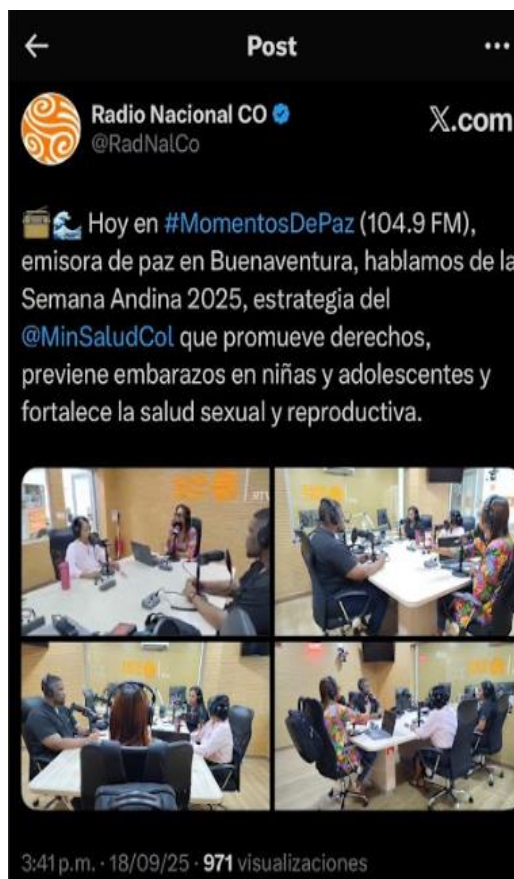 Post
Radio Nacional CO
X.com
@RadNalCo
Hoy en #MomentosDePaz (104.9 FM),
emisora de paz en Buenaventura, hablamos de la
Semana Andina 2025, estrategia del
@MinSaludCol que promueve derechos,
previene embarazos en niñas y adolescentes y
fortalece la salud sexual y reproductiva.
3:41 p.m. · 18/09/25 · 971 visualizaciones